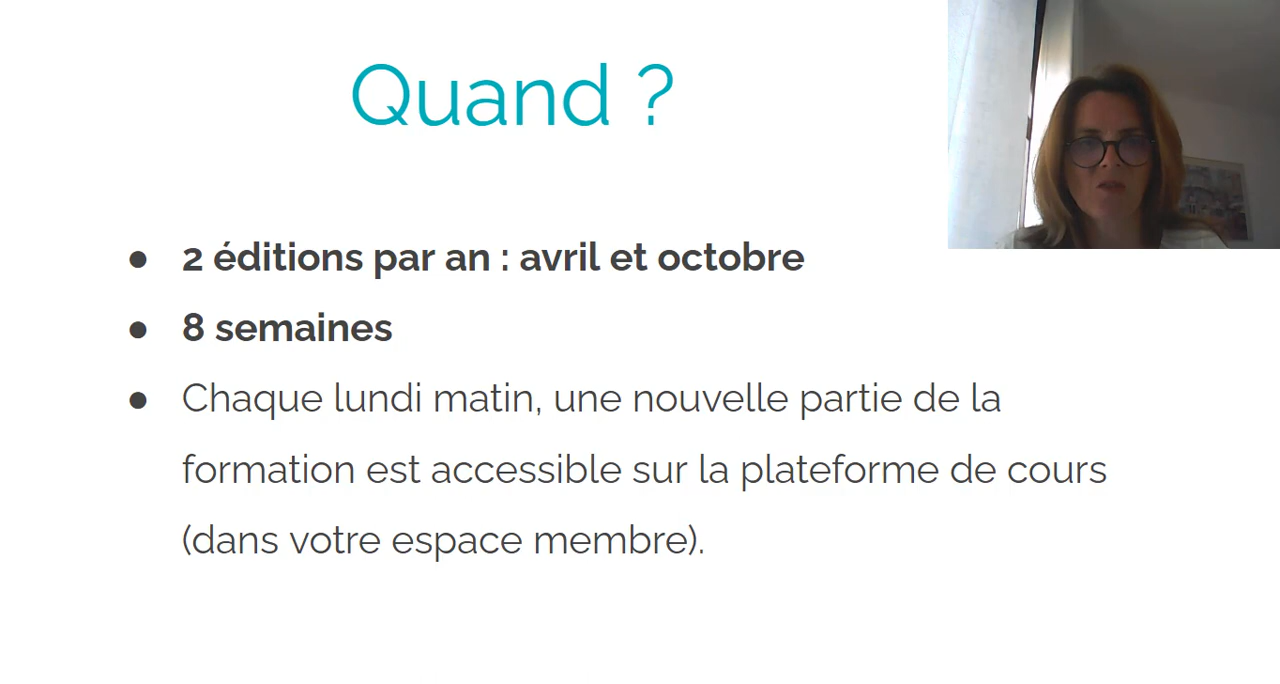 Quand ?
● 2 éditions par an : avril et octobre
● 8 semaines
● Chaque lundi matin, une nouvelle partie de la
formation est accessible sur la plateforme de cours
(dans votre espace membre).